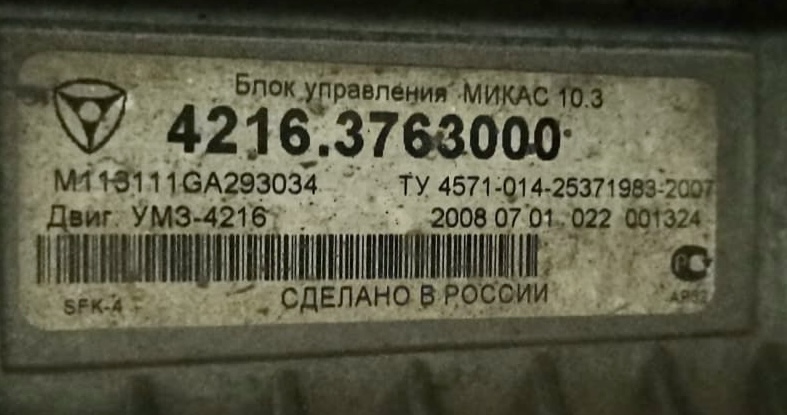 Блок управления МИКАС 10.3
4216.3763000
М113111GA293034 ТУ 4571-014-25371983-2007
Двиг. УМЗ-4216 2008 07 01 022 001324
SFK-4 СДЕЛАНО В РОССИИ